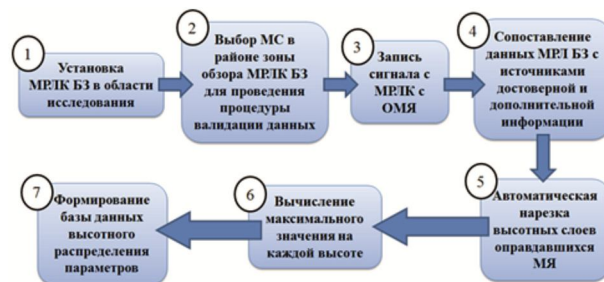 1
Установка
МРЛК БЗ в области
исследования
2
Выбор МС в
районе зоны
обзора МРЛК БЗ
для проведения
процедуры
валидации данных
3
Запись
сигнала с
МРЛК с
ОМЯ
4
Сопоставление
данных МРЛ БЗ с
источниками
достоверной и
дополнительной
информации
5
Автоматическая
нарезка
высотных слоев
оправдавшихся
МЯ
6
Вычисление
максимального
значения на
каждой высоте
7
Формирование
базы данных
высотного
распределения
параметров